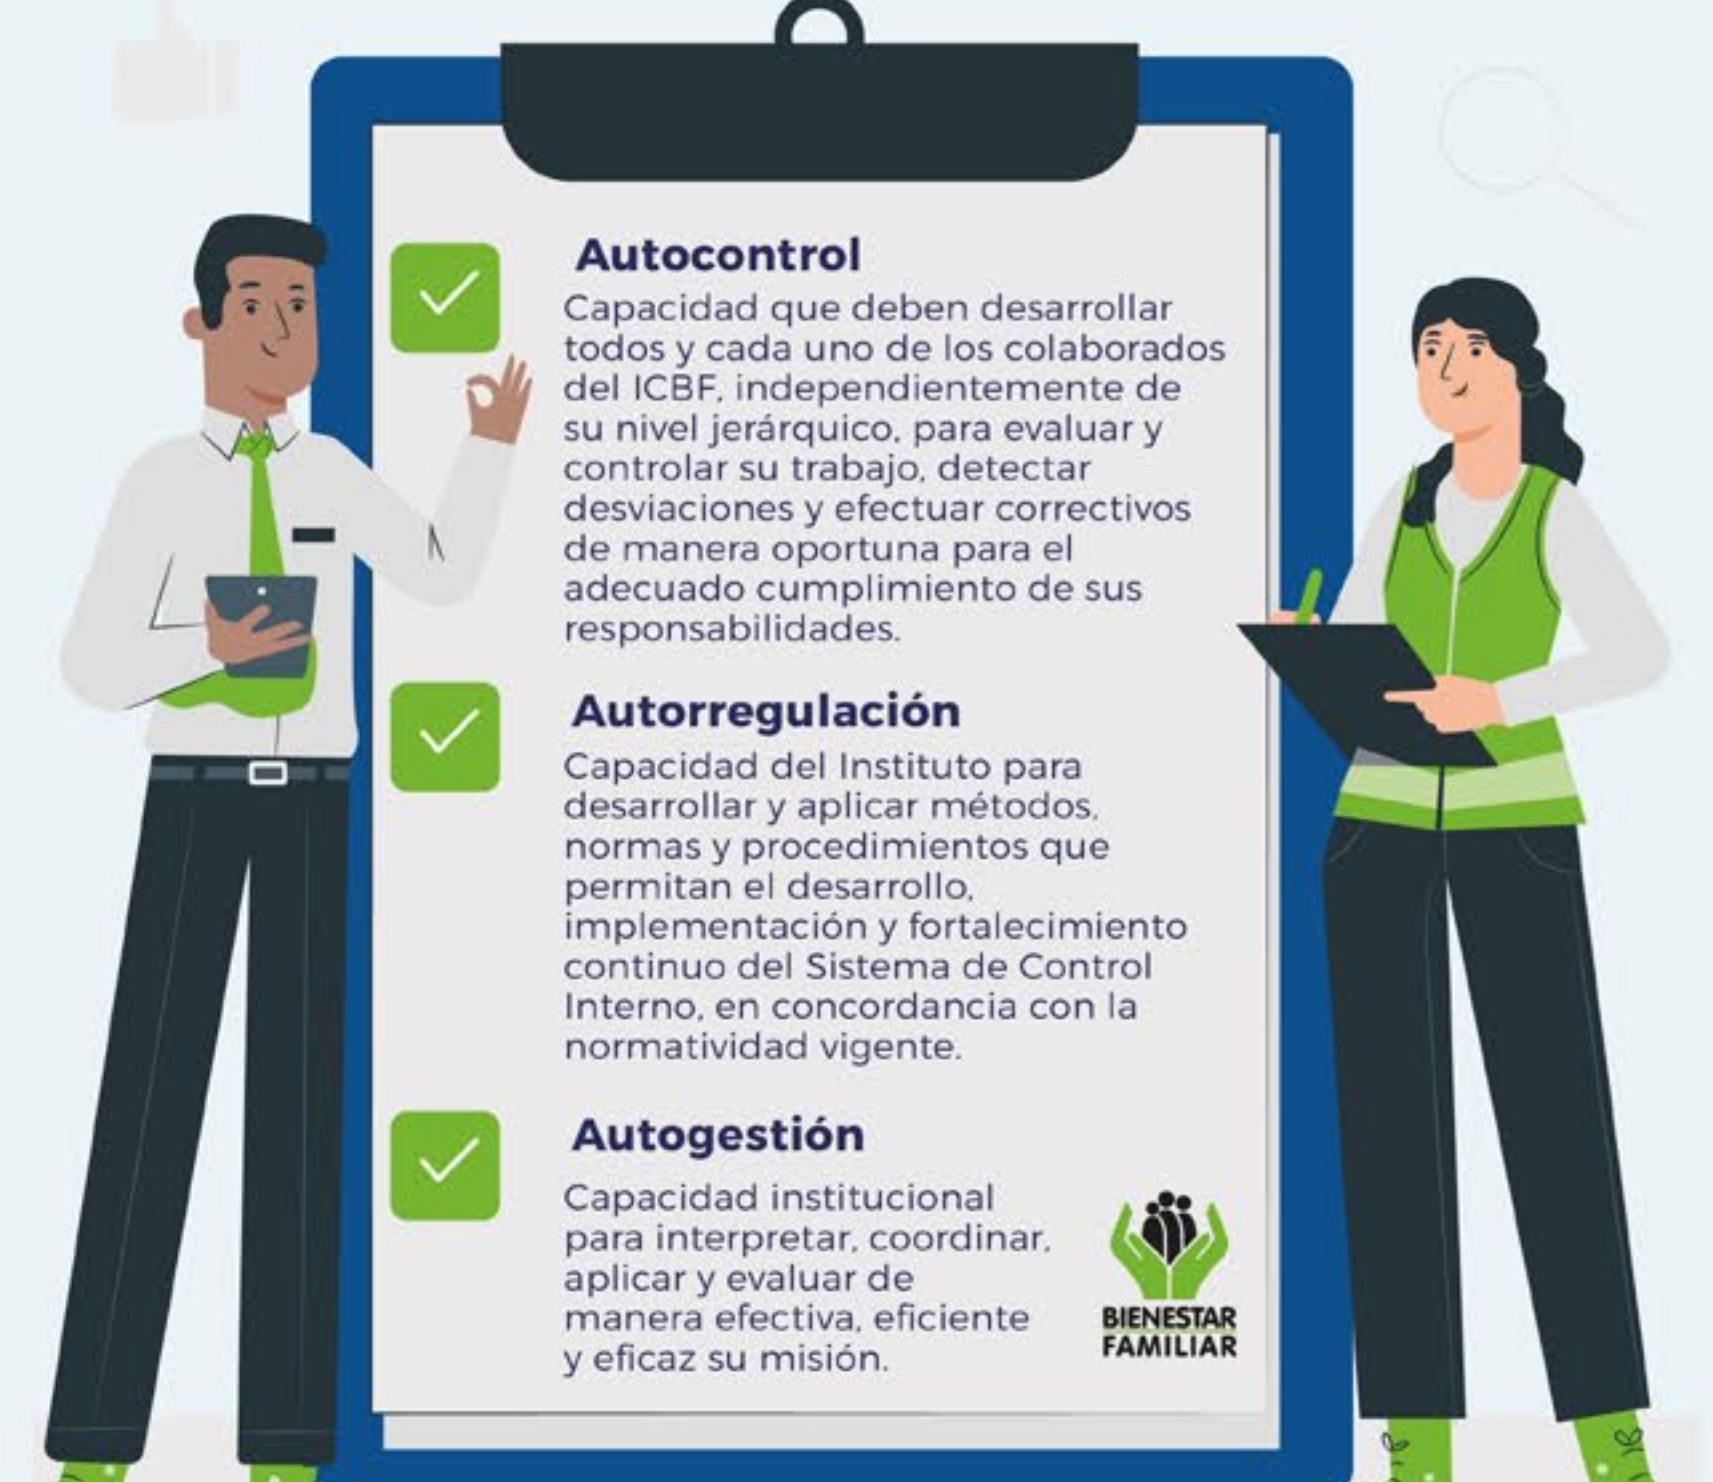 Autocontrol
Capacidad que deben desarrollar
todos y cada uno de los colaborados
del ICBF, independientemente de
su nivel jerárquico, para evaluar y
controlar su trabajo, detectar
desviaciones y efectuar correctivos
de manera oportuna para el
adecuado cumplimiento de sus
responsabilidades.
Autorregulación
Capacidad del Instituto para
desarrollar y aplicar métodos,
normas y procedimientos que
permitan el desarrollo,
implementación y fortalecimiento
continuo del Sistema de Control
Interno, en concordancia con la
normatividad vigente.
Autogestión
Capacidad institucional
para interpretar, coordinar,
aplicar y evaluar de
manera efectiva, eficiente
y eficaz su misión.
BIENESTAR
FAMILIAR